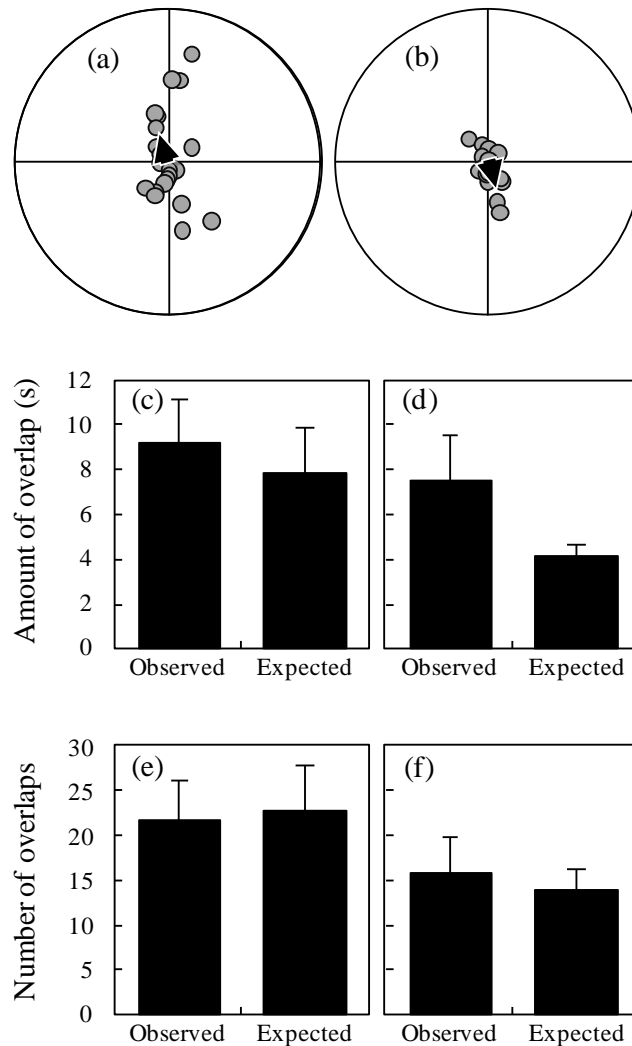 (a)
(b)
Amount of overlap (s)
12
10
8
6
4
2
0
(c)
(d)
Observed
Expected
Observed
Expected
Number of overlaps
30
25
20
15
10
5
0
(e)
(f)
Observed
Expected
Observed
Expected